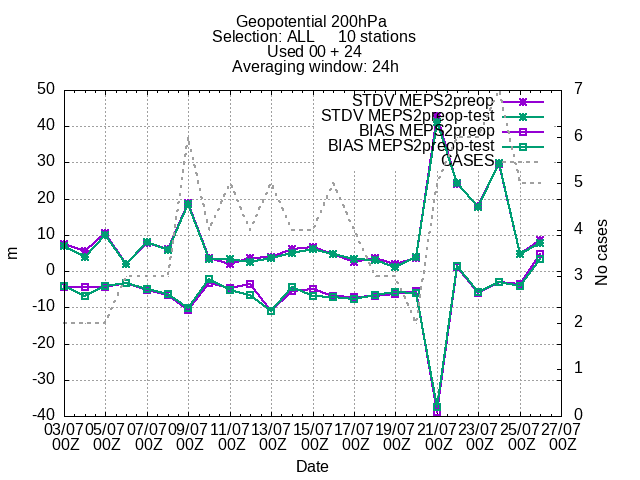 Geopotential 200hPa
Selection: ALL 10 stations
Used 00 + 24
Averaging window: 24h
STDV MEPS2preop
STDV MEPS2preop-test
BIAS MEPS2preop
BIAS MEPS2preop-test
CASES
50
40
30
20
10
0
-10
-20
-30
-40
m
7
6
5
4
3
2
1
0
No cases
03/07 05/07 07/07 09/07 11/07 13/07 15/07 17/07 19/07 21/07 23/07 25/07 27/07
00Z 00Z 00Z 00Z 00Z 00Z 00Z 00Z 00Z 00Z 00Z 00Z 00Z
Date